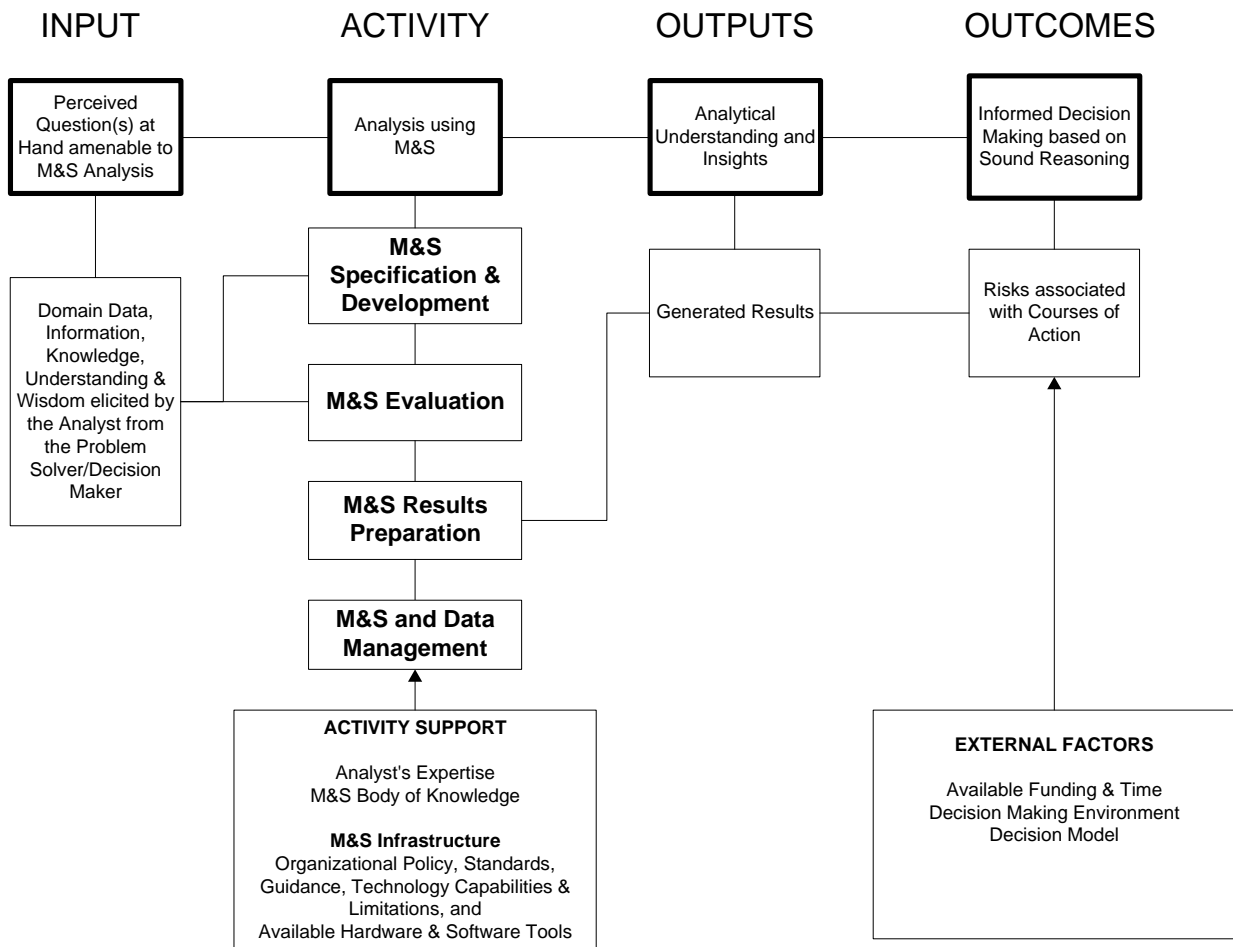 INPUT
ACTIVITY
OUTPUTS
OUTCOMES
Perceived
Question(s) at
Hand amenable to
M&S Analysis
Analysis using
M&S
Analytical
Understanding and
Insights
Informed Decision
Making based on
Sound Reasoning
Domain Data,
Information,
Knowledge,
Understanding &
Wisdom elicited by
the Analyst from
the Problem
Solver/Decision
Maker
M&S
Specification &
Development
M&S Evaluation
M&S Results
Preparation
M&S and Data
Management
Generated Results
Risks associated
with Courses of
Action
ACTIVITY SUPPORT
Analyst's Expertise
M&S Body of Knowledge
M&S Infrastructure
Organizational Policy, Standards,
Guidance, Technology Capabilities &
Limitations, and
Available Hardware & Software Tools
EXTERNAL FACTORS
Available Funding & Time
Decision Making Environment
Decision Model